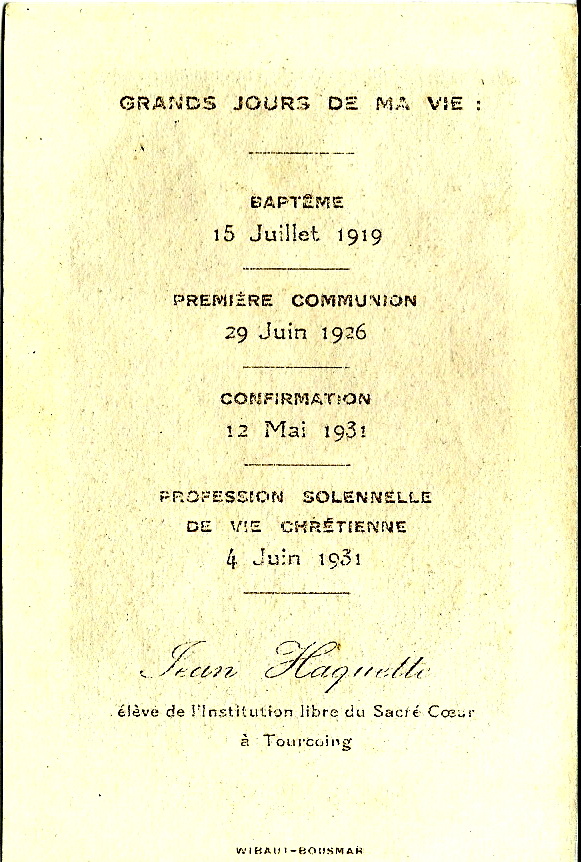 GRANDS JOURS DE MA VIE :
BAPTÊME
15 Juillet 1919
PREMIÈRE COMMUNION
29 Juin 1926
CONFIRMATION
12 Mai 1931
PROFESSION SOLENNELLE
DE VIE CHRÉTIENNE
4 Juin 1931
Jean Haquette
élève de l'Institution libre du Sacré Cœur
à Tourcoing
WIBAUT-BOUSMAR